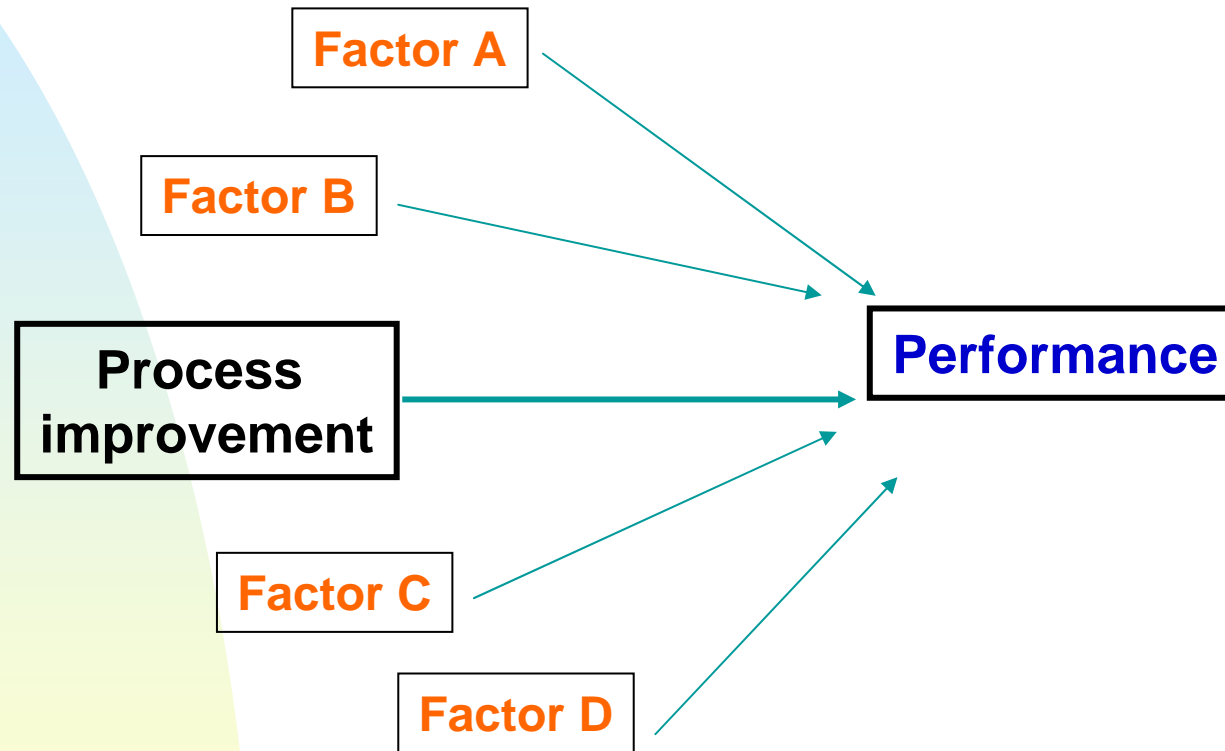 Factor A
Factor B
Process
improvement
Performance
Factor C
Factor D